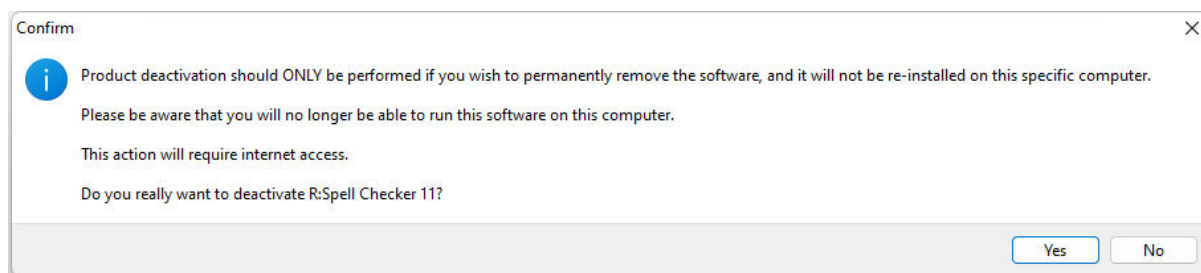 Confirm
Product deactivation should ONLY be performed if you wish to permanently remove the software, and it will not be re-installed on this specific computer.
Please be aware that you will no longer be able to run this software on this computer.
This action will require internet access.
Do you really want to deactivate R:Spell Checker 11?
Yes No